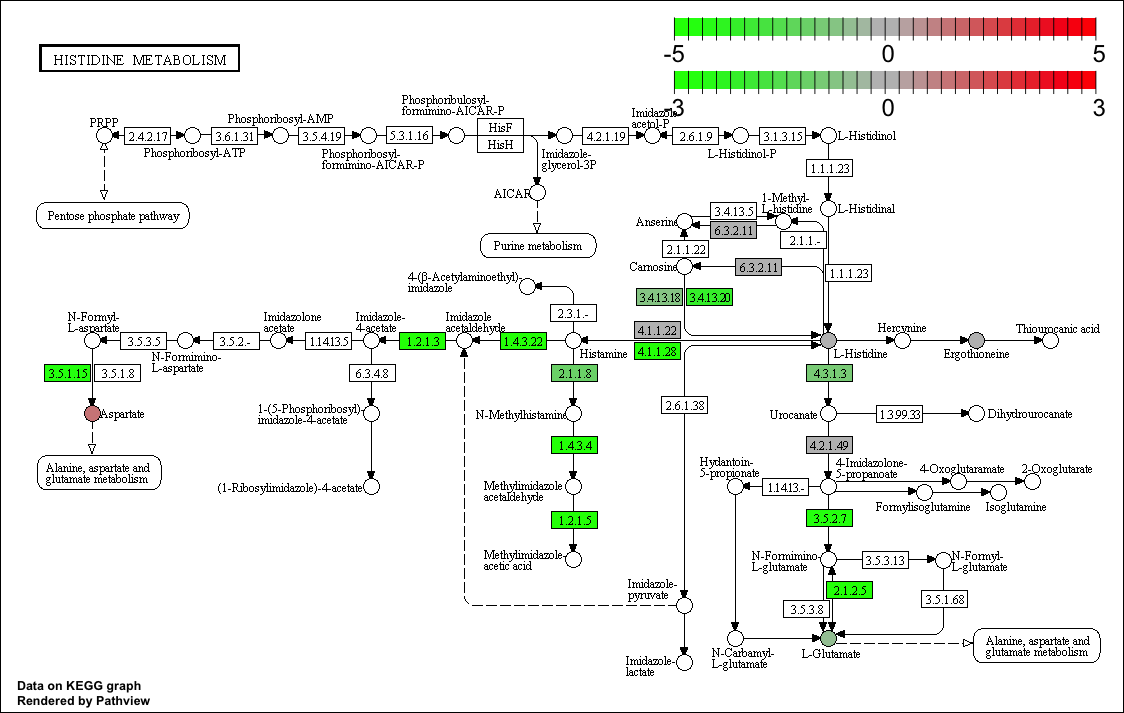 HISTIDINE METABOLISM
-5
0
5
-3
0
3
PRPP
2.4.2.17
Phosphoribosyl-ATP
3.6.1.31
Phosphoribosyl-AMP
3.5.4.19
Phosphoribosyl-
formimino-AICAR-P
5.3.1.16
Phosphoribulosyl-
formimino-AICAR-P
HisF
HisH
Imidazole-
glycerol-3P
4.2.1.19
Imidazole-
acetol-P
2.6.1.9
L-Histidinol-P
3.1.3.15
L-Histidinol
1.1.1.23
L-Histidinal
1.1.1.23
AICAR
Pentose phosphate pathway
Purine metabolism
Anserine
3.4.13.5
6.3.2.11
1-Methyl-
L-histidine
2.1.1.-
2.1.1.22
Carnosine
6.3.2.11
3.4.13.18
3.4.13.20
4-(β-Acetylaminoethyl)-
imidazole
2.3.1.-
N-Formyl-
L-aspartate
3.5.3.5
N-Formimino-
L-aspartate
3.5.2.-
Imidazolone
acetate
1.14.13.5
Imidazole-
4-acetate
1.2.1.3
Imidazole
acetaldehyde
1.4.3.22
Histamine
4.1.1.22
4.1.1.28
L-Histidine
Hercynine
Ergothioneine
Thiourocanic acid
3.5.1.15
3.5.1.8
6.3.4.8
2.1.1.8
4.3.1.3
Aspartate
1-(5-Phosphoribosyl)-
imidazole-4-acetate
N-Methylhistamine
2.6.1.38
Urocanate
1.3.99.33
Dihydrourocanate
1.4.3.4
4.2.1.49
Alanine, aspartate and
glutamate metabolism
(1-Ribosylimidazole)-4-acetate
Methylimidazole
acetaldehyde
Hydantoin-
5-propionate
1.14.13.-
4-Imidazolone-
5-propanoate
4-Oxoglutaramate
2-Oxoglutarate
Formylisoglutamine
Isoglutamine
1.2.1.5
3.5.2.7
Methylimidazole
acetic acid
N-Formimino-
L-glutamate
3.5.3.13
N-Formyl-
L-glutamate
Imidazole-
pyruvate
2.1.2.5
3.5.3.8
3.5.1.68
Imidazole-
lactate
N-Carbamyl-
L-glutamate
L-Glutamate
Alanine, aspartate and
glutamate metabolism
Data on KEGG graph
Rendered by Pathview